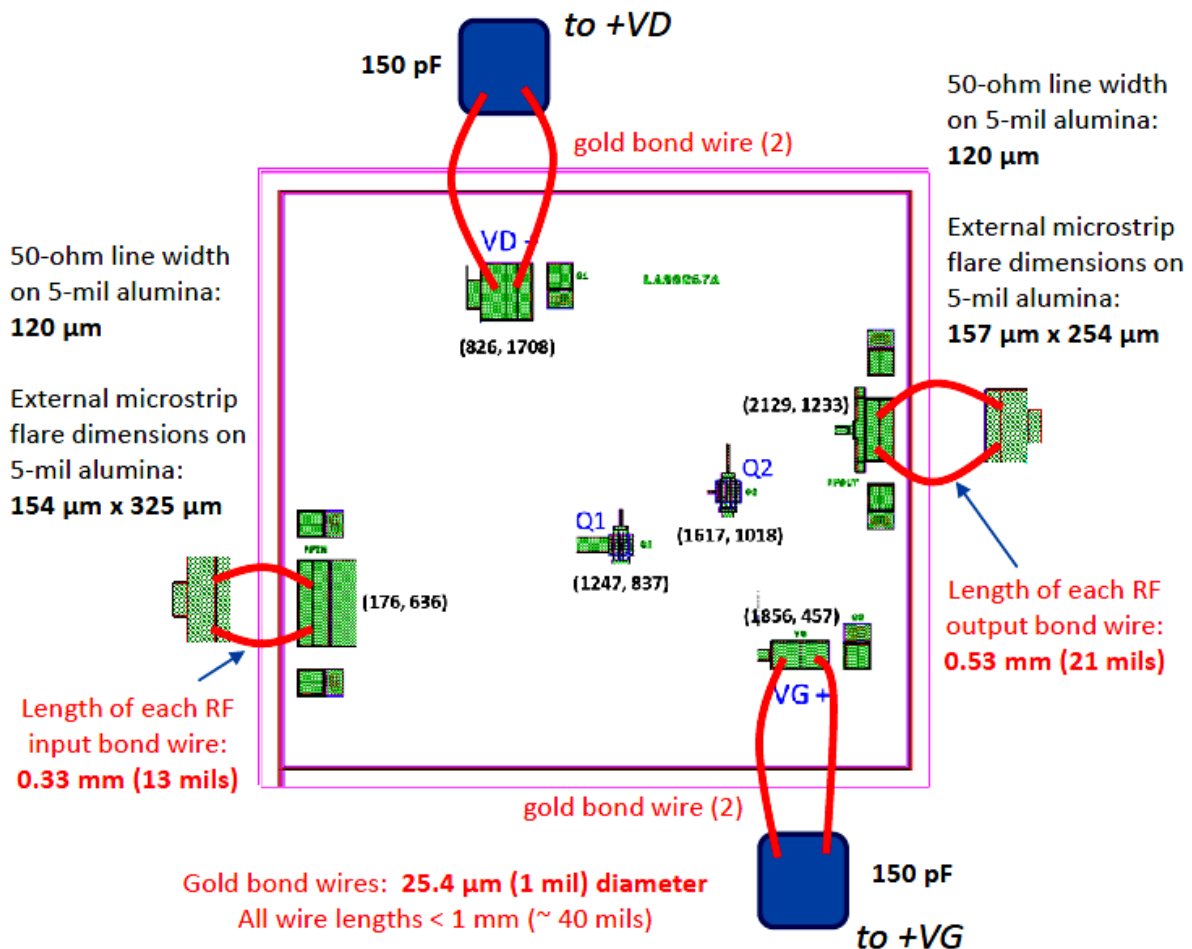 to +VD
150 pF
gold bond wire (2)
50-ohm line width
on 5-mil alumina:
120 µm
External microstrip
flare dimensions on
5-mil alumina:
157 µm x 254 µm
50-ohm line width
on 5-mil alumina:
120 µm
External microstrip
flare dimensions on
5-mil alumina:
154 µm x 325 µm
VD +
(826, 1708)
(2129, 1233)
RFOUT
Q2
(1617, 1018)
Q1
(1247, 837)
RFIN
(176, 636)
(1856, 457)
VG
VG +
Length of each RF
input bond wire:
0.33 mm (13 mils)
Length of each RF
output bond wire:
0.53 mm (21 mils)
gold bond wire (2)
Gold bond wires: 25.4 µm (1 mil) diameter
All wire lengths < 1 mm (~ 40 mils)
150 pF
to +VG